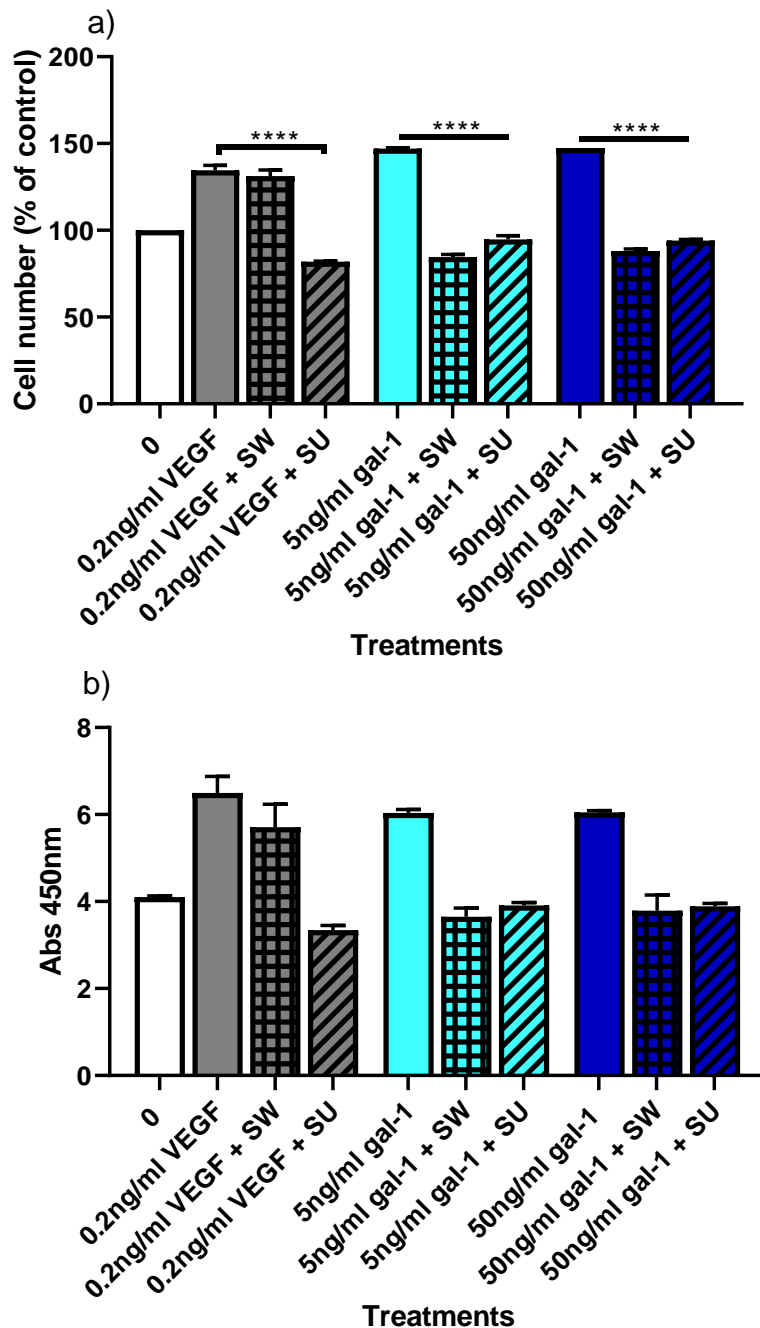 a)
Cell number (% of control)
200
150
100
50
0
****
****
****
0
0.2ng/ml VEGF
0.2ng/ml VEGF + SW
0.2ng/ml VEGF + SU
5ng/ml gal-1
5ng/ml gal-1 + SW
5ng/ml gal-1 + SU
50ng/ml gal-1
50ng/ml gal-1 + SW
50ng/ml gal-1 + SU
Treatments
b)
Abs 450nm
8
6
4
2
0
0
0.2ng/ml VEGF
0.2ng/ml VEGF + SW
0.2ng/ml VEGF + SU
5ng/ml gal-1
5ng/ml gal-1 + SW
5ng/ml gal-1 + SU
50ng/ml gal-1
50ng/ml gal-1 + SW
50ng/ml gal-1 + SU
Treatments